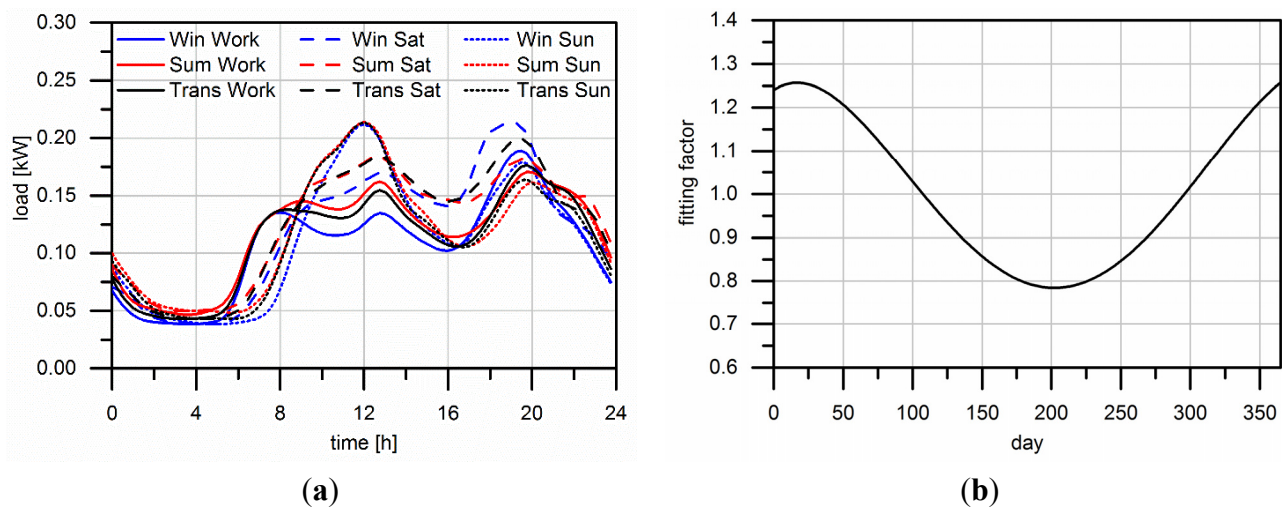 0.30
0.25
0.20
0.15
0.10
0.05
0.00
load [kW]
Win Work Win Sat Win Sun
Sum Work Sum Sat Sum Sun
Trans Work Trans Sat Trans Sun
0 4 8 12 16 20 24
time [h]
(a)
1.4
1.3
1.2
1.1
1.0
0.9
0.8
0.7
0.6
fitting factor
0 50 100 150 200 250 300 350
day
(b)